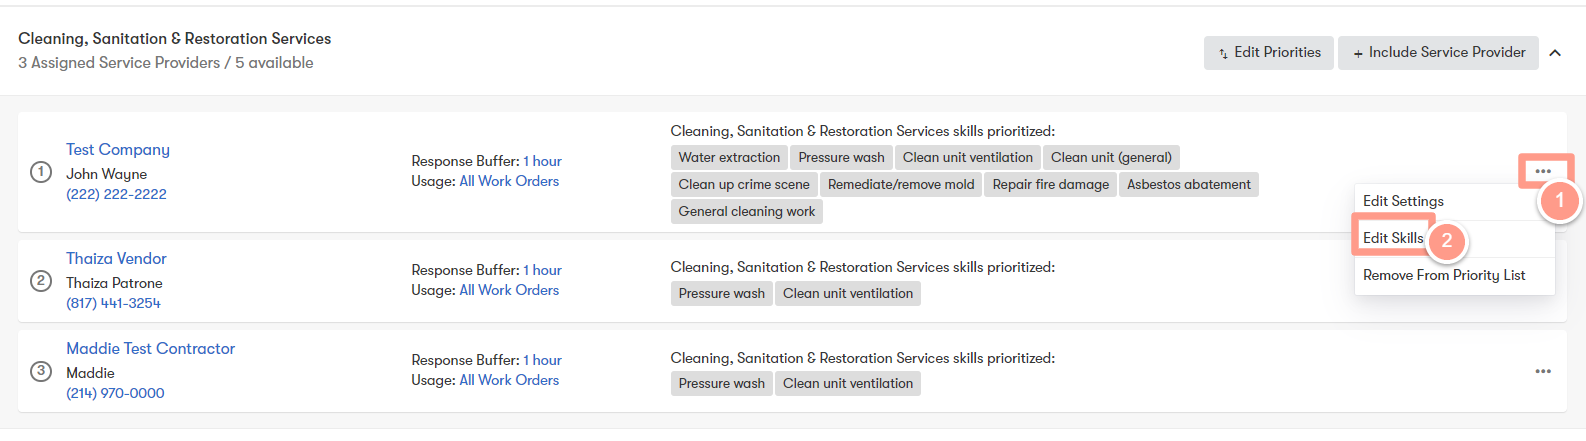 Cleaning, Sanitation & Restoration Services
3 Assigned Service Providers / 5 available
Edit Priorities
+ Include Service Provider
1
Test Company
John Wayne
(222) 222-2222
Response Buffer: 1 hour
Usage: All Work Orders
Cleaning, Sanitation & Restoration Services skills prioritized:
Water extraction Pressure wash Clean unit ventilation Clean unit (general)
Clean up crime scene Remediate/remove mold Repair fire damage Asbestos abatement
General cleaning work
1
Edit Settings
Edit Skills
2
Remove From Priority List
2
Thaiza Vendor
Thaiza Patrone
(817) 441-3254
Response Buffer: 1 hour
Usage: All Work Orders
Cleaning, Sanitation & Restoration Services skills prioritized:
Pressure wash Clean unit ventilation
3
Maddie Test Contractor
Maddie
(214) 970-0000
Response Buffer: 1 hour
Usage: All Work Orders
Cleaning, Sanitation & Restoration Services skills prioritized:
Pressure wash Clean unit ventilation